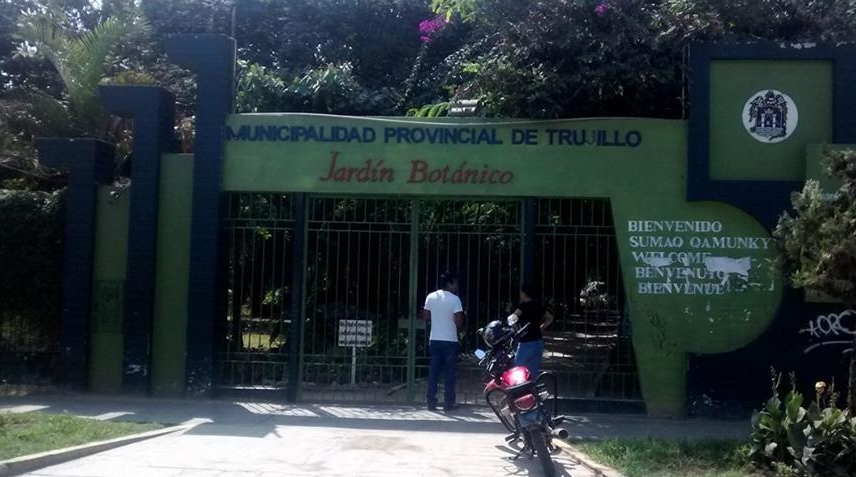 MUNICIPALIDAD PROVINCIAL DE TRUJILLO
Jardín Botánico
BIENVENIDO
SUMAQ QAMUNKY
WELCOME
BENVENUTO
BIENVENUE